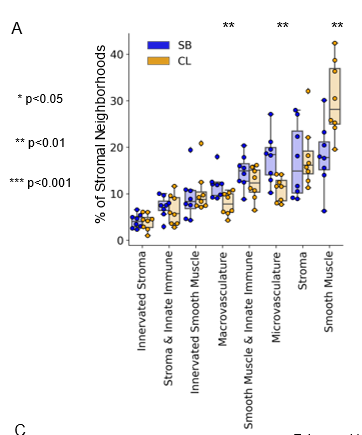 A
** ** **
SB
CL
* p<0.05
** p<0.01
*** p<0.001
% of Stromal Neighborhoods
40
30
20
10
0
Innervated Stroma
Stroma & Innate Immune
Innervated Smooth Muscle
Macrovasculature
Smooth Muscle & Innate Immune
Microvasculature
Stroma
Smooth Muscle
C